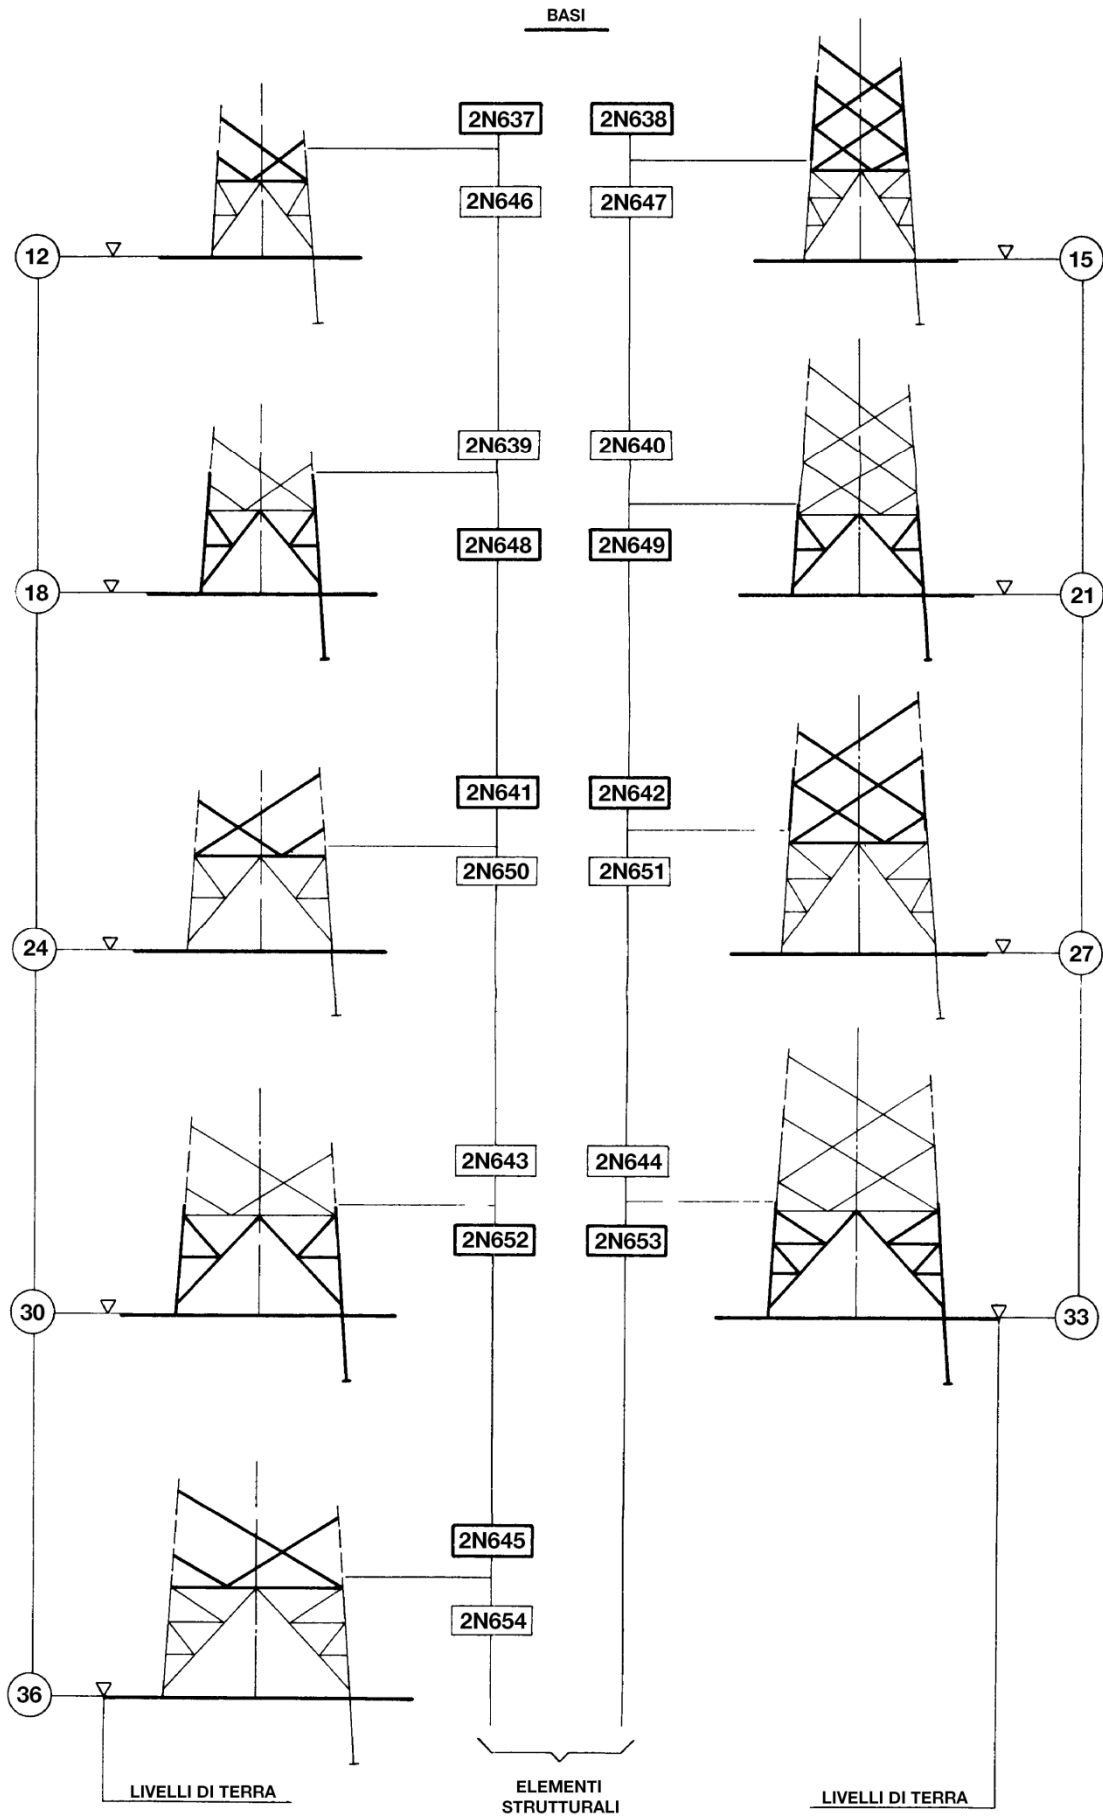 BASI
2N637
2N638
2N646
2N647
12
15
2N639
2N640
2N648
2N649
18
21
2N641
2N642
2N650
2N651
24
27
2N643
2N644
2N652
2N653
30
33
2N645
2N654
36
LIVELLI DI TERRA
ELEMENTI
STRUTTURALI
LIVELLI DI TERRA